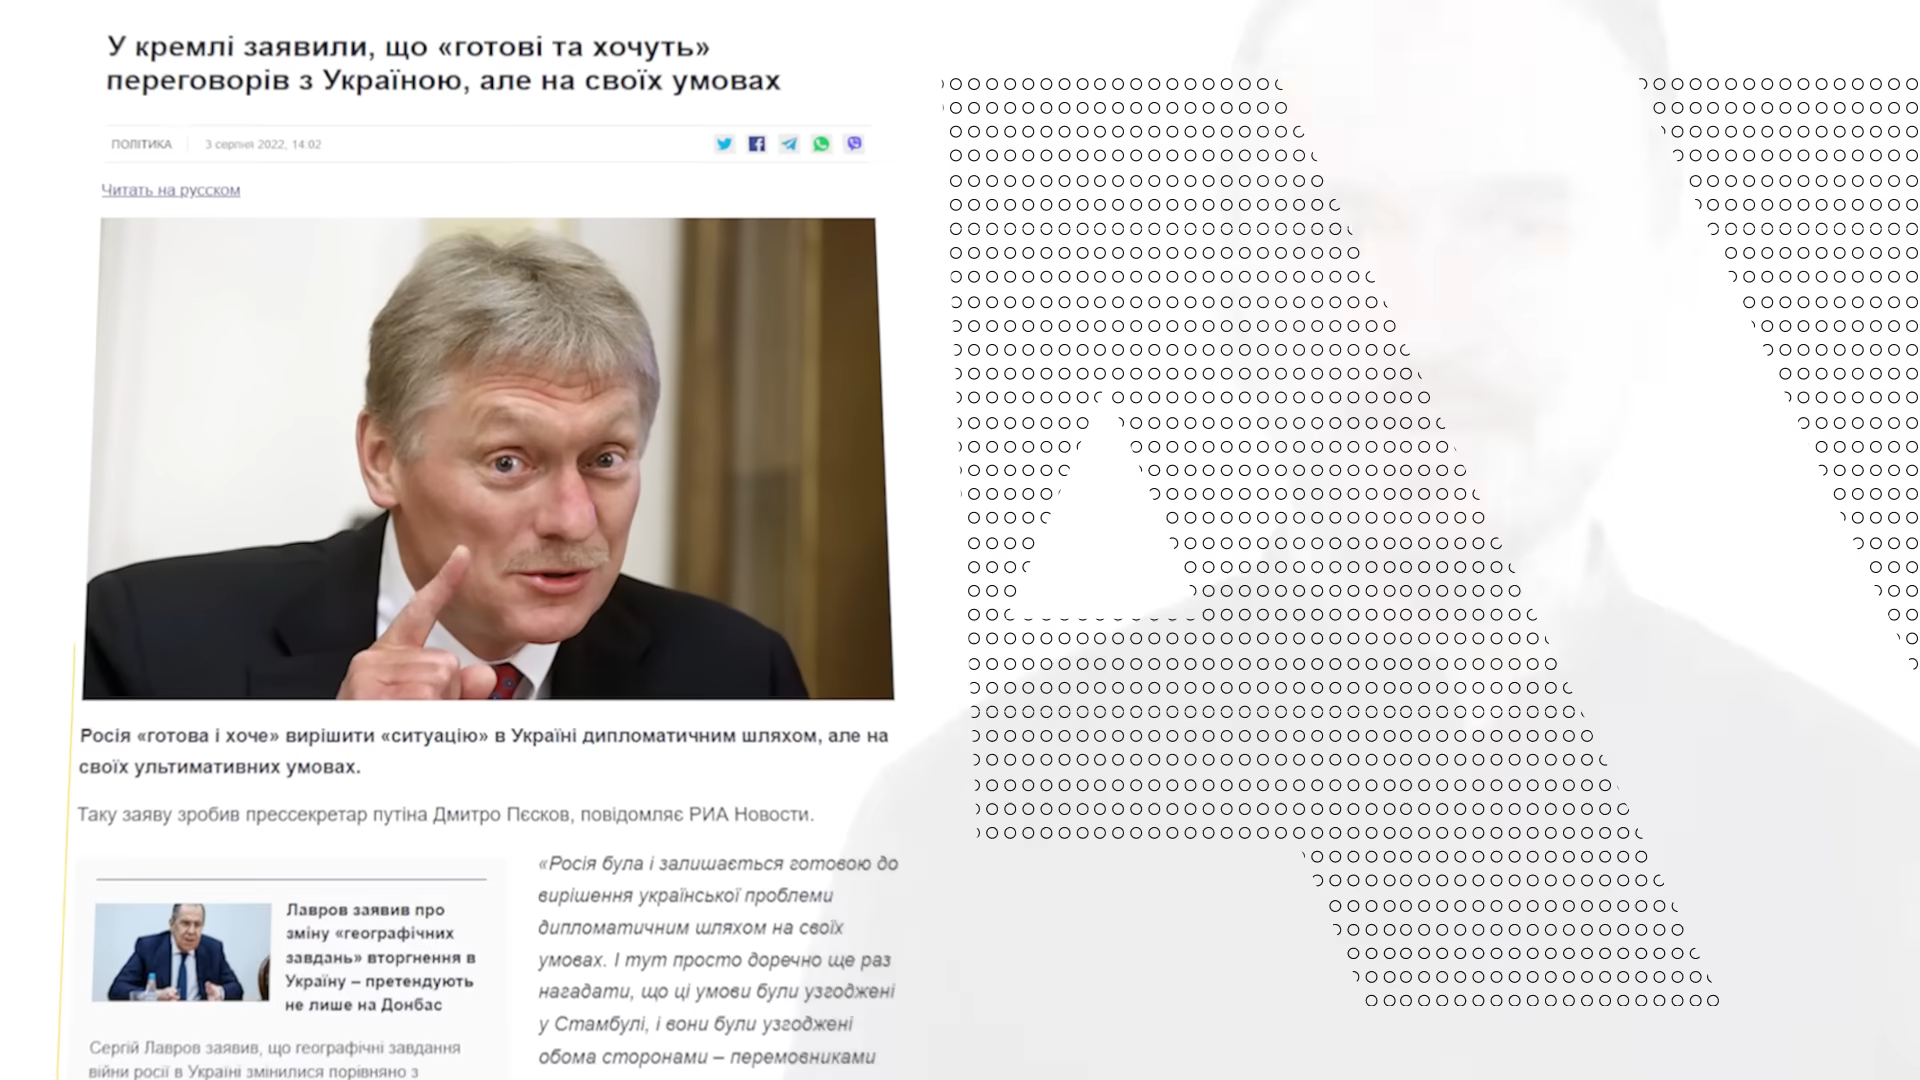 У кремлі заявили, що «готові та хочуть»
переговорів з Україною, але на своїх умовах
ПОЛІТИКА
3 серпня 2022, 14:02
Читать на русском
Росія «готова і хоче» вирішити «ситуацію» в Україні дипломатичним шляхом, але на
своїх ультимативних умовах.
Таку заяву зробив прессекретар путіна Дмитро Пєсков, повідомляє РИА Новости.
Лавров заявив про
зміну «географічних
завдань» вторгнення в
Україну – претендують
не лише на Донбас
Сергій Лавров заявив, що географічні завдання
війни росії в Україні змінилися порівняно з
«Росія була і залишається готовою до
вирішення української проблеми
дипломатичним шляхом на своїх
умовах. І тут просто доречно ще раз
нагадати, що ці умови були узгоджені
у Стамбулі, і вони були узгоджені
обома сторонами – перемовниками